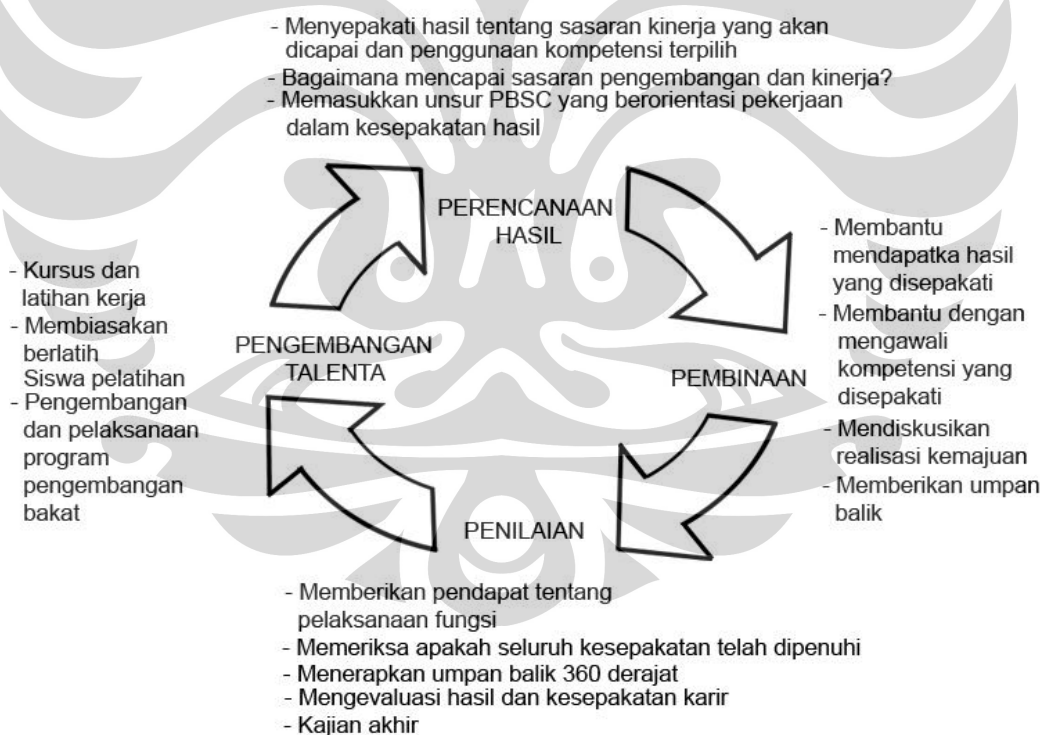 - Menyepakati hasil tentang sasaran kinerja yang akan
dicapai dan penggunaan kompetensi terpilih
- Bagaimana mencapai sasaran pengembangan dan kinerja?
- Memasukkan unsur PBSC yang berorientasi pekerjaan
dalam kesepakatan hasil
PERENCANAAN
HASIL
- Membantu
mendapatka hasil
yang disepakati
- Membantu dengan
mengawali
kompetensi yang
disepakati
- Mendiskusikan
realisasi kemajuan
- Memberikan umpan
balik
PEMBINAAN
PENILAIAN
- Memberikan pendapat tentang
pelaksanaan fungsi
- Memeriksa apakah seluruh kesepakatan telah dipenuhi
- Menerapkan umpan balik 360 derajat
- Mengevaluasi hasil dan kesepakatan karir
- Kajian akhir
PENGEMBANGAN
TALENTA
- Kursus dan
latihan kerja
- Membiasakan
berlatih
Siswa pelatihan
- Pengembangan
dan pelaksanaan
program
pengembangan
bakat